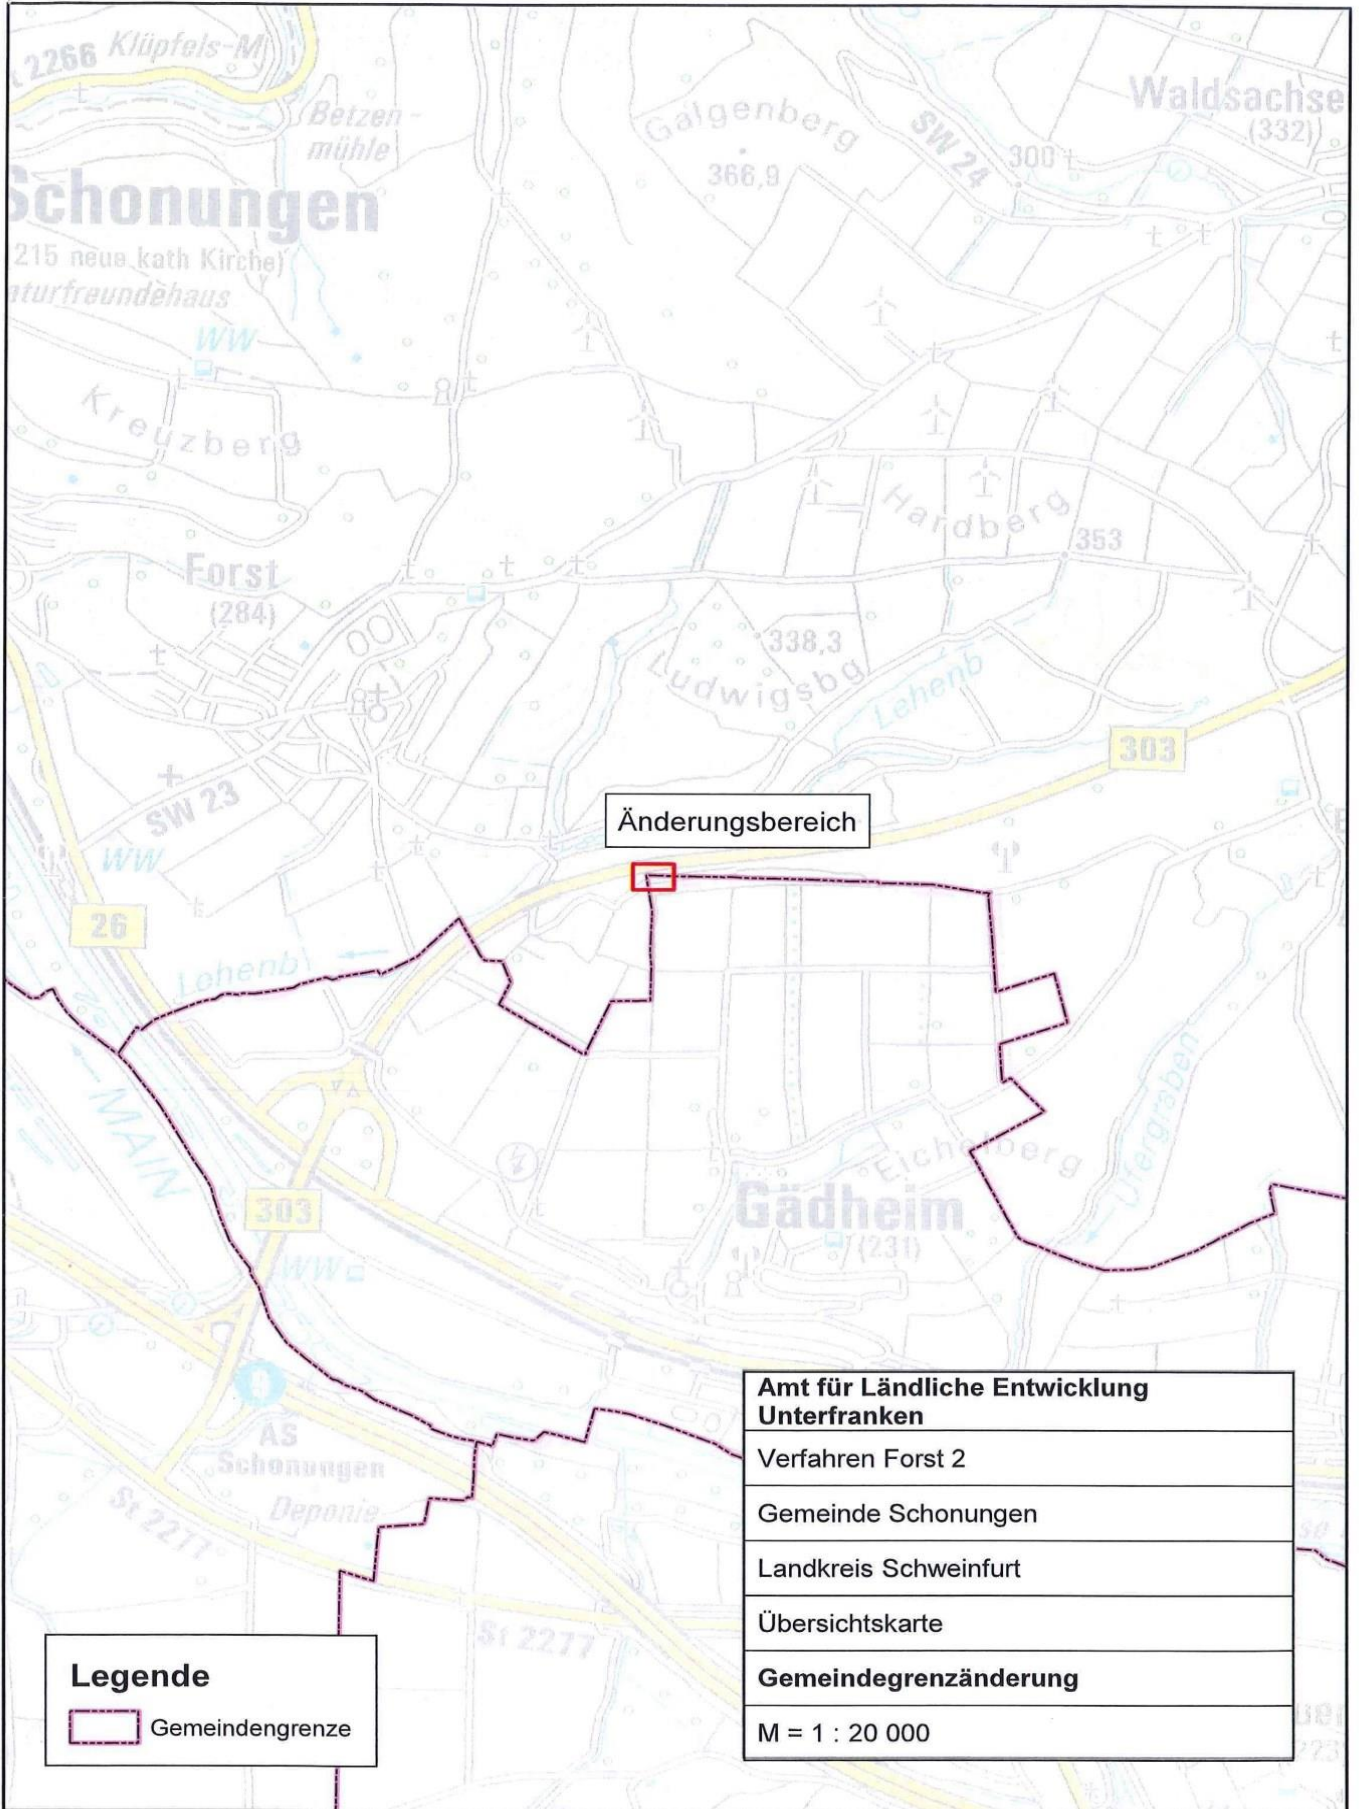 2266 Klüpfels-M
Betzen-
mühle
Galgenberg
366,9
SW 24
300
Waldsachse
(332)
Schonungen
215 neue kath Kirche)
turfreundehaus
WW
Kreuzberg
Hardberg
353
Forst
(284)
338,3
Ludwigsbg
Lehenb
303
SW 23
WW
Änderungsbereich
26
Lohenb
MAIN
Ufergraben
Eichelberg
303
Gädheim
(231)
WW
AS
Schonungen
Deponie
St 2277
St 2277
Amt für Ländliche Entwicklung
Unterfranken
Verfahren Forst 2
Gemeinde Schonungen
Landkreis Schweinfurt
Übersichtskarte
Gemeindegrenzänderung
M = 1 : 20 000
Legende
Gemeindengrenze